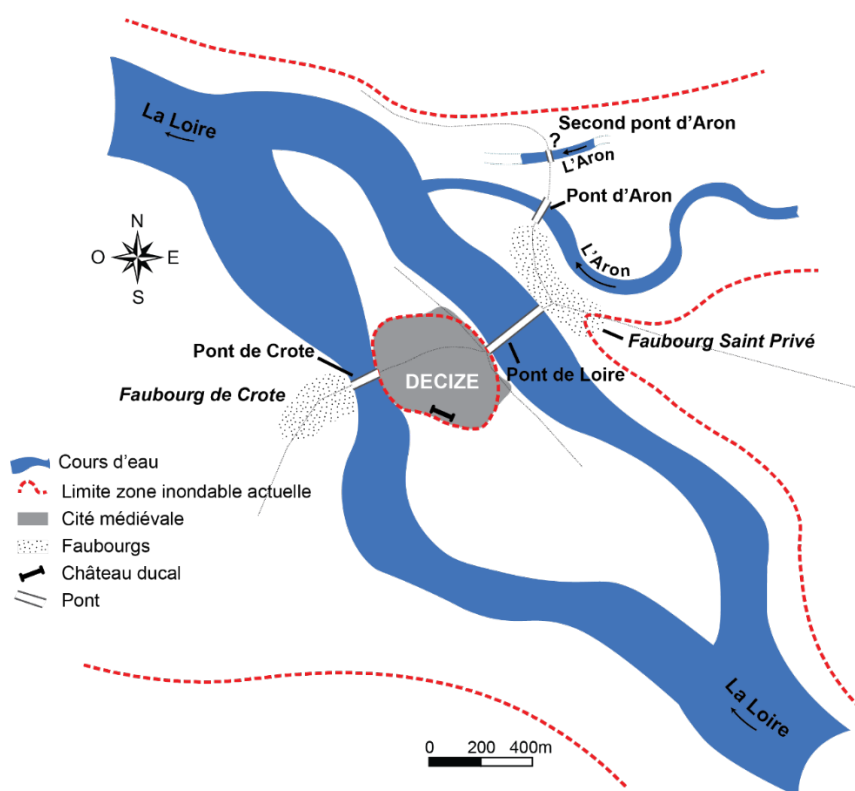 La Loire
Second pont d'Aron
?
L'Aron
Pont d'Aron
L'Aron
N
O
E
S
Faubourg Saint Privé
Pont de Crote
Pont de Loire
DECIZE
Faubourg de Crote
Cours d'eau
Limite zone inondable actuelle
Cité médiévale
Faubourgs
Château ducal
Pont
La Loire
0 200 400m